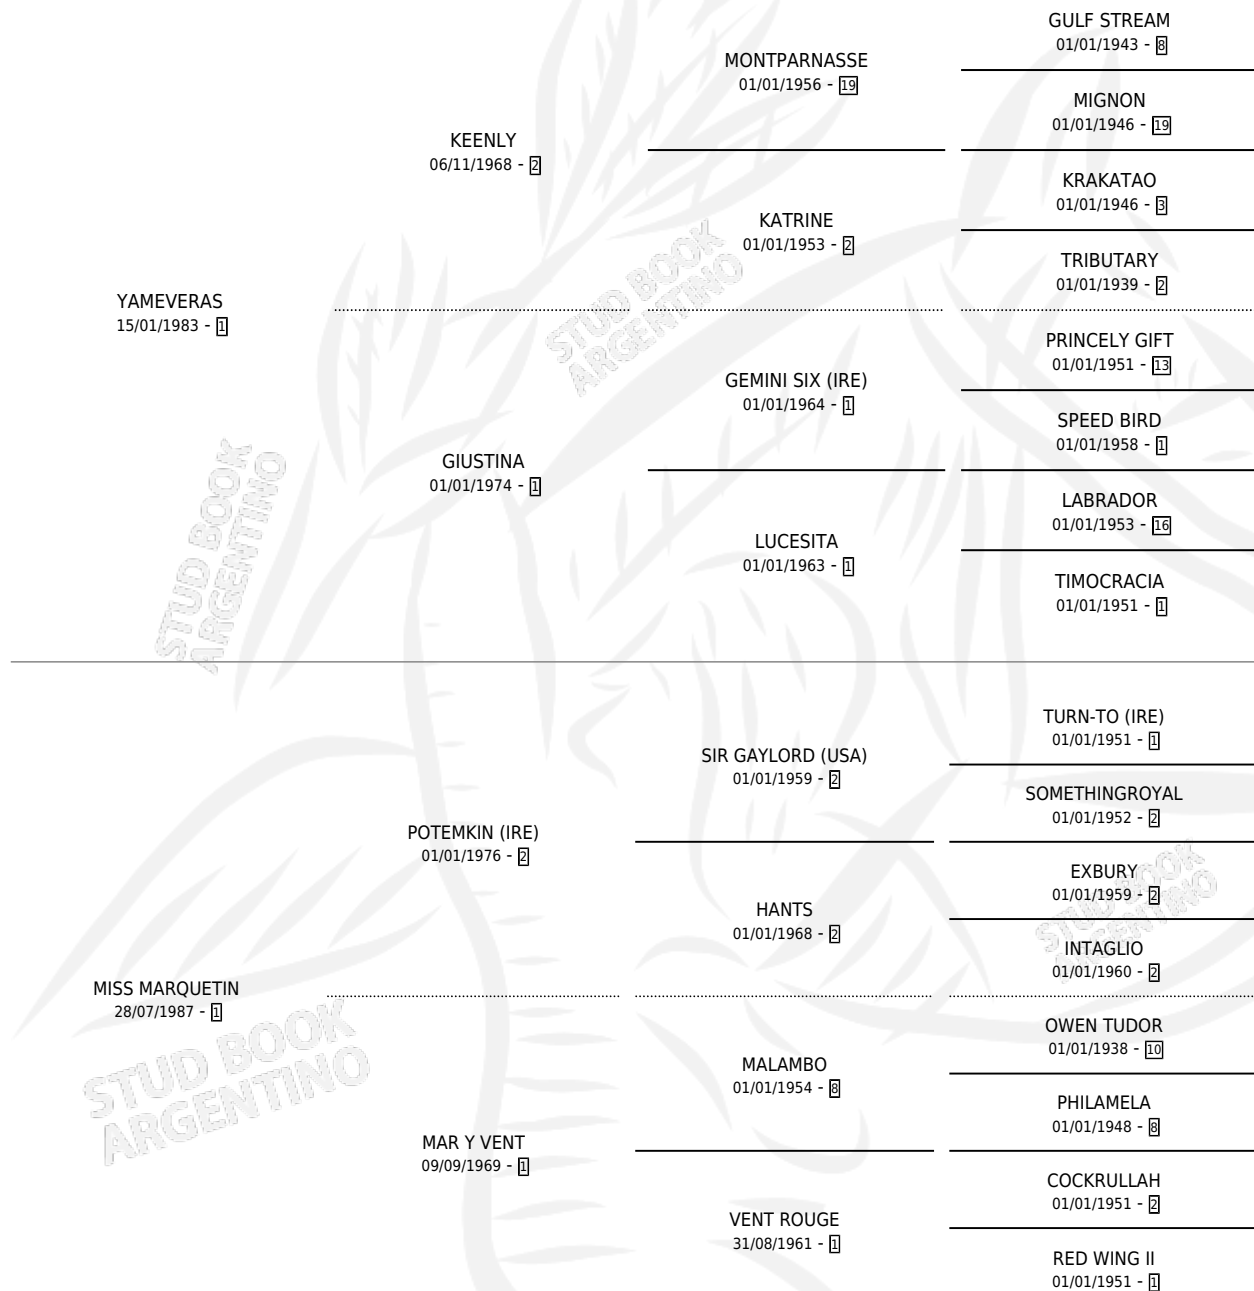 GULF STREAM
01/01/1943 - 8
MONTPARNASSE
01/01/1956 - 19
MIGNON
01/01/1946 - 19
KEENLY
06/11/1968 - 2
KRAKATAO
01/01/1946 - 3
KATRINE
01/01/1953 - 2
TRIBUTARY
01/01/1939 - 2
YAMEVERAS
15/01/1983 - 1
STUD BOOK
ARGENTINO
PRINCELY GIFT
01/01/1951 - 13
GEMINI SIX (IRE)
01/01/1964 - 1
SPEED BIRD
01/01/1958 - 1
GIUSTINA
01/01/1974 - 1
LABRADOR
01/01/1953 - 16
LUCESITA
01/01/1963 - 1
TIMOCRACIA
01/01/1951 - 1
STUD BOOK
ARGENTINO
TURN-TO (IRE)
01/01/1951 - 1
SIR GAYLORD (USA)
01/01/1959 - 2
SOMETHINGROYAL
01/01/1952 - 2
POTEMKIN (IRE)
01/01/1976 - 2
EXBURY
01/01/1959 - 2
HANTS
01/01/1968 - 2
STUD BOOK
ARGENTINO
INTAGLIO
01/01/1960 - 2
MISS MARQUETIN
28/07/1987 - 1
STUD BOOK
ARGENTINO
OWEN TUDOR
01/01/1938 - 10
MALAMBO
01/01/1954 - 8
PHILAMELA
01/01/1948 - 8
MAR Y VENT
09/09/1969 - 1
COCKRULLAH
01/01/1951 - 2
VENT ROUGE
31/08/1961 - 1
RED WING II
01/01/1951 - 1